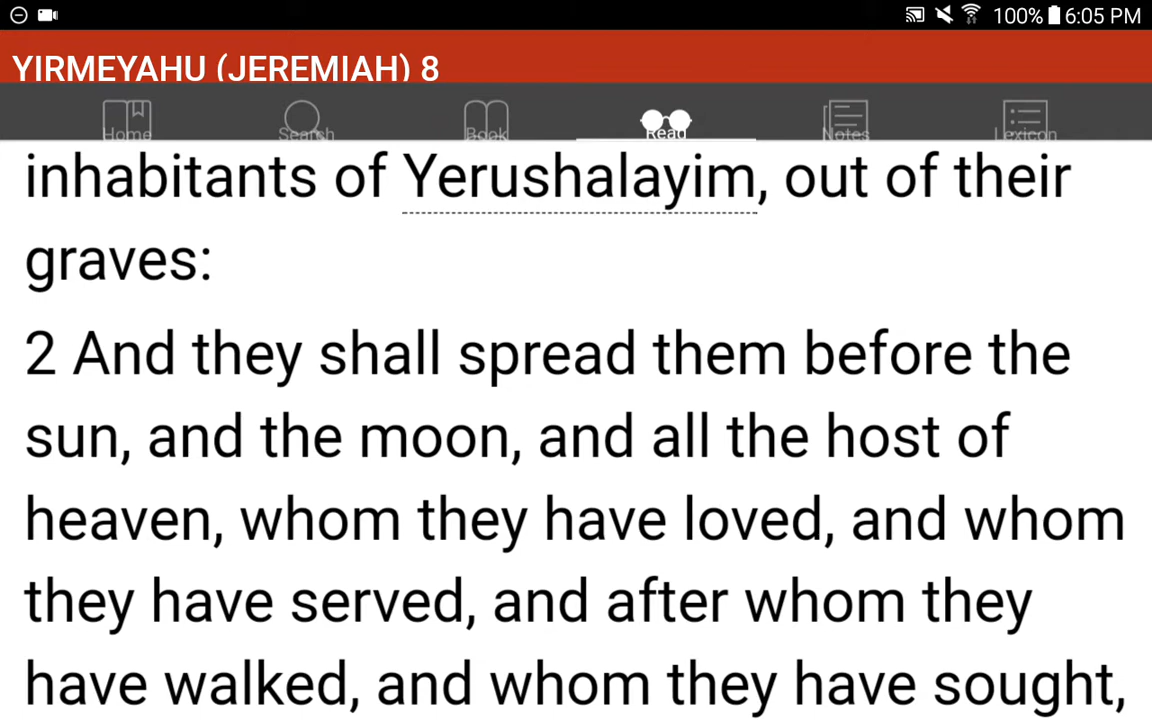 100% 6:05 PM
YIRMEYAHU (JEREMIAH) 8
Home Search Book Read Notes Lexicon
inhabitants of Yerushalayim, out of their
graves:
2 And they shall spread them before the
sun, and the moon, and all the host of
heaven, whom they have loved, and whom
they have served, and after whom they
have walked, and whom they have sought,